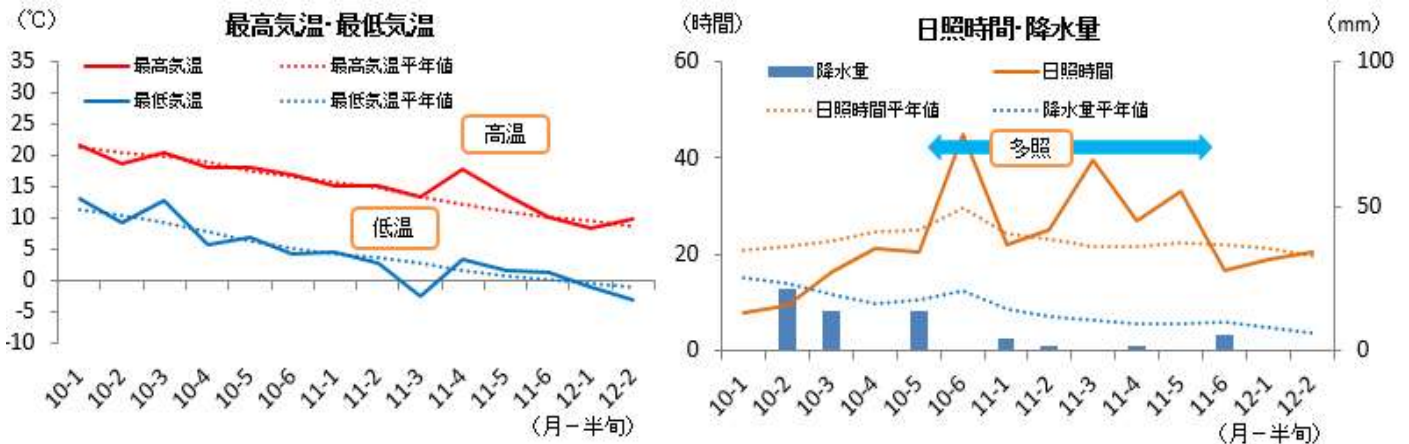 (℃)
最高気温・最低気温
35
30
25
20
15
10
5
0
-5
-10
最高気温
最高気温平年値
最低気温
最低気温平年値
高温
低温
10-1
10-2
10-3
10-4
10-5
10-6
11-1
11-2
11-3
11-4
11-5
11-6
12-1
12-2
(月－半旬)
(時間)
日照時間・降水量
(mm)
60
40
20
0
100
50
0
降水量
日照時間
日照時間平年値
降水量平年値
多照
10-1
10-2
10-3
10-4
10-5
10-6
11-1
11-2
11-3
11-4
11-5
11-6
12-1
12-2
(月－半旬)